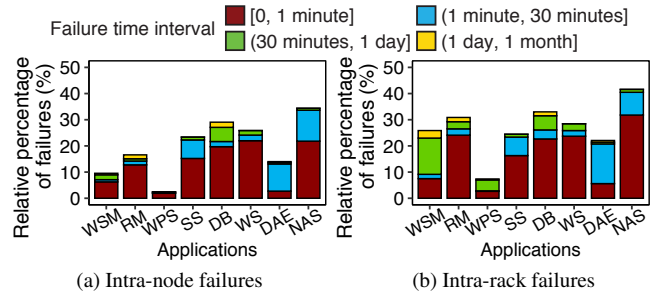 Failure time interval
[0, 1 minute]
(1 minute, 30 minutes]
(30 minutes, 1 day]
(1 day, 1 month]
Relative percentage
of failures (%)
50
40
30
20
10
0
WSM RM WPS SS DB WS DAE NAS
Applications
(a) Intra-node failures
Relative percentage
of failures (%)
50
40
30
20
10
0
WSM RM WPS SS DB WS DAE NAS
Applications
(b) Intra-rack failures